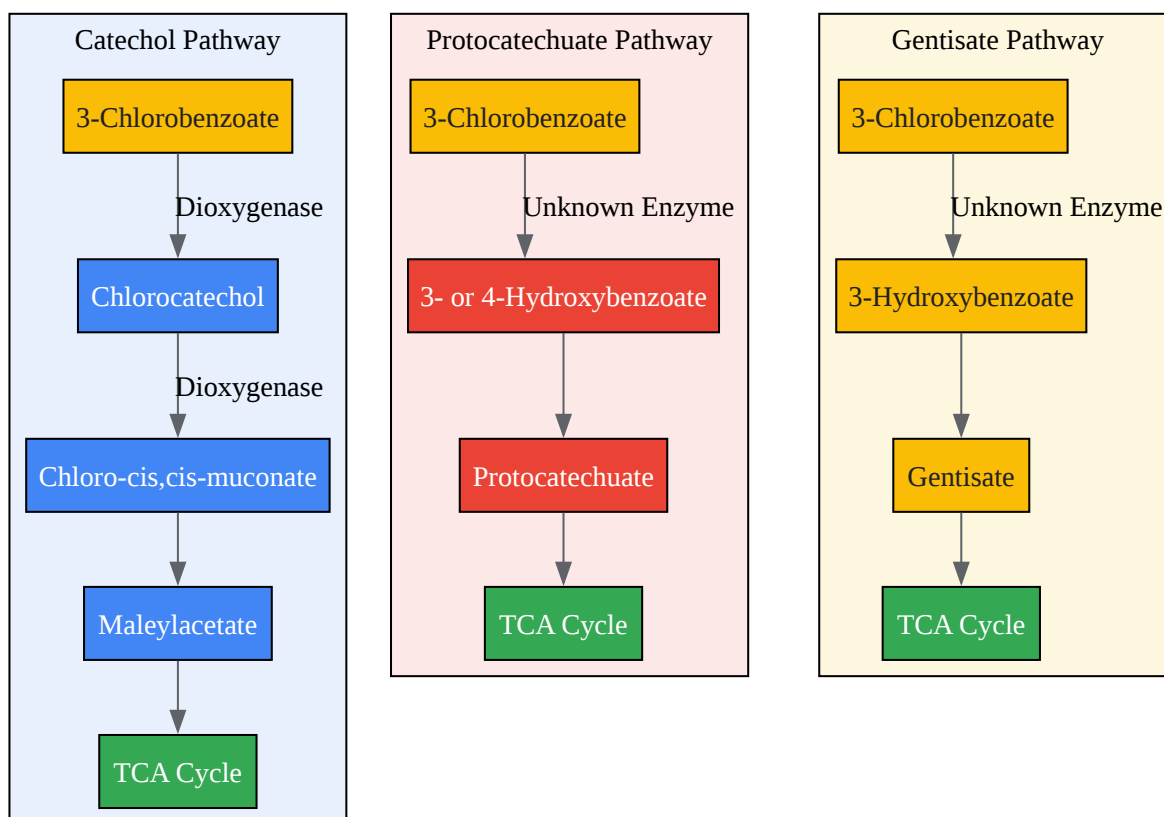 Catechol Pathway
3-Chlorobenzoate
Dioxygenase
Chlorocatechol
Dioxygenase
Chloro-cis,cis-muconate
Maleylacetate
TCA Cycle
Protocatechuate Pathway
3-Chlorobenzoate
Unknown Enzyme
3- or 4-Hydroxybenzoate
Protocatechuate
TCA Cycle
Gentisate Pathway
3-Chlorobenzoate
Unknown Enzyme
3-Hydroxybenzoate
Gentisate
TCA Cycle